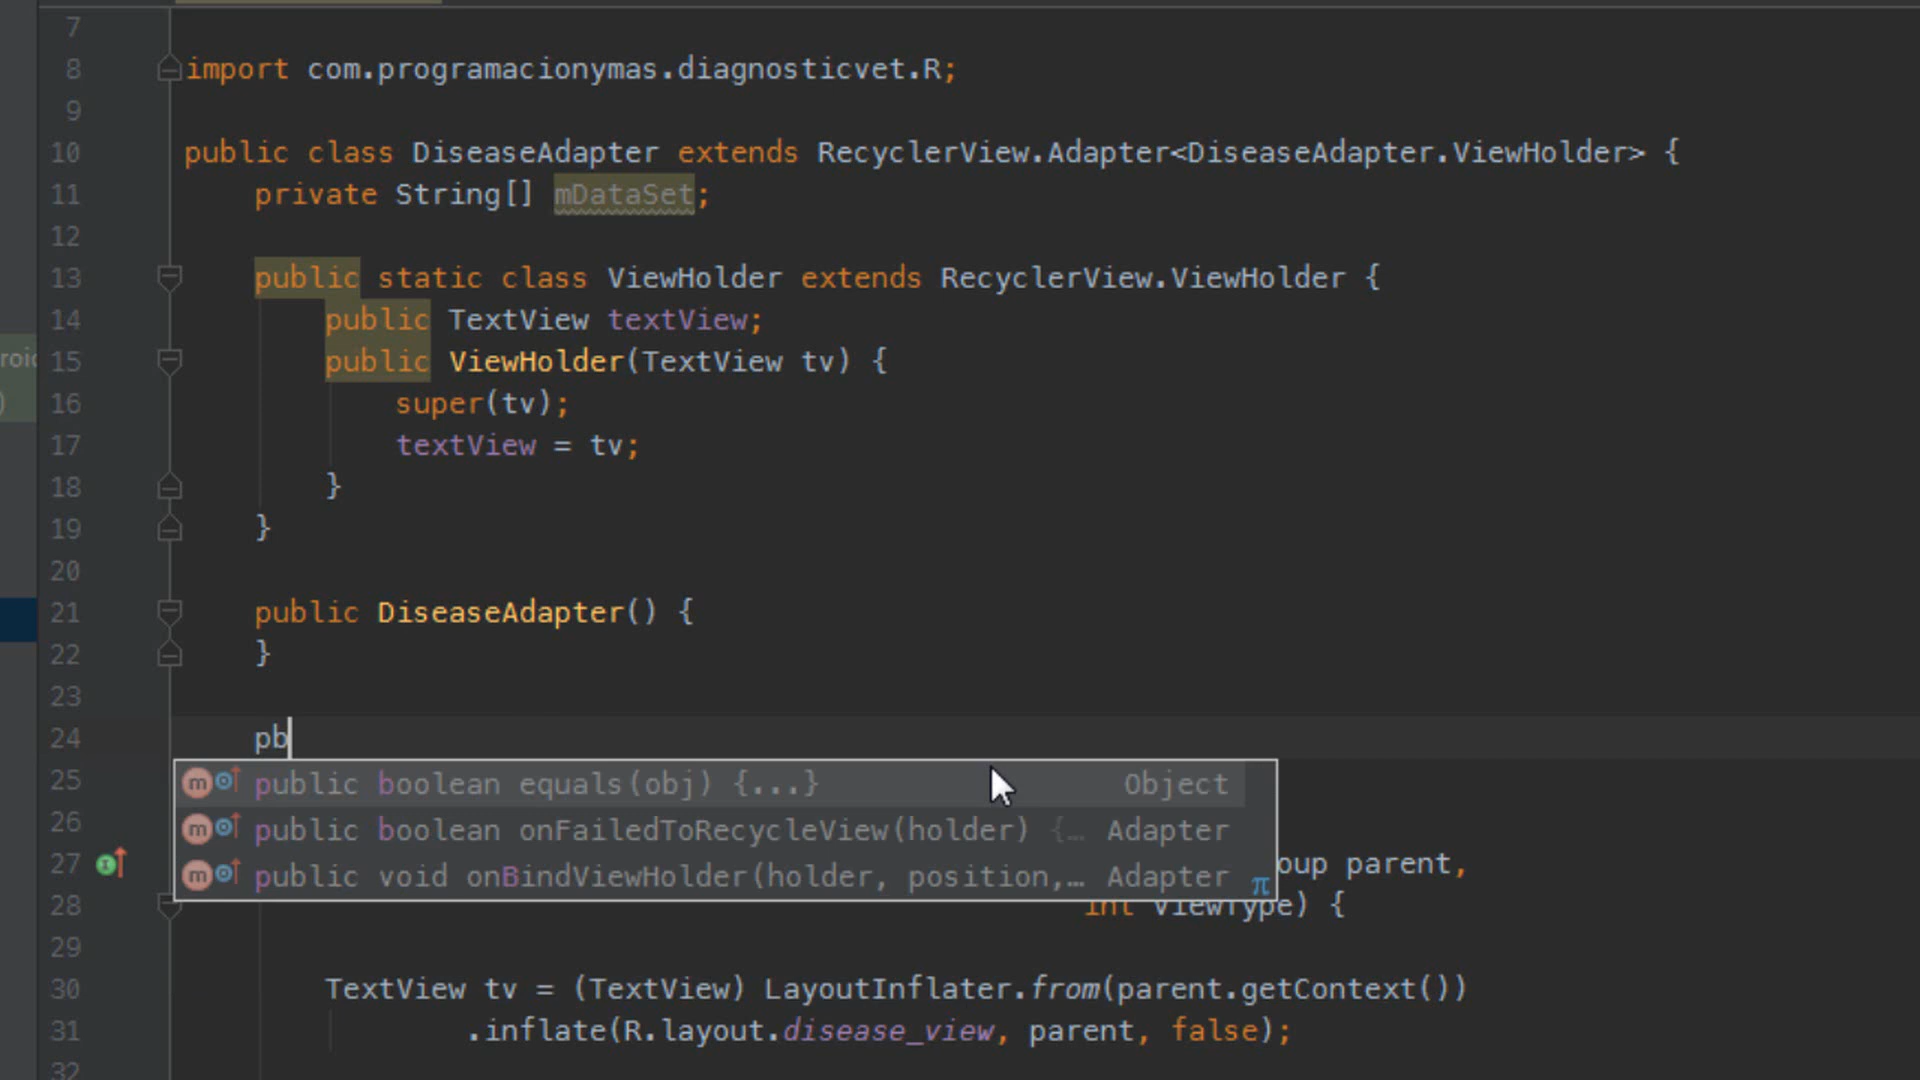 7
8 import com.programacionymas.diagnosticvet.R;
9
10 public class DiseaseAdapter extends RecyclerView.Adapter<DiseaseAdapter.ViewHolder> {
11 private String[] mDataSet;
12
13 public static class ViewHolder extends RecyclerView.ViewHolder {
14 public TextView textView;
15 public ViewHolder(TextView tv) {
16 super(tv);
17 textView = tv;
18 }
19 }
20
21 public DiseaseAdapter() {
22 }
23
24 pb
25 m public boolean equals(obj) {...} Object
26 m public boolean onFailedToRecycleView(holder) {… Adapter
27 oup parent,
m public void onBindViewHolder(holder, position,… Adapter π
28 int viewType) {
29
30 TextView tv = (TextView) LayoutInflater.from(parent.getContext())
31 .inflate(R.layout.disease_view, parent, false);
32